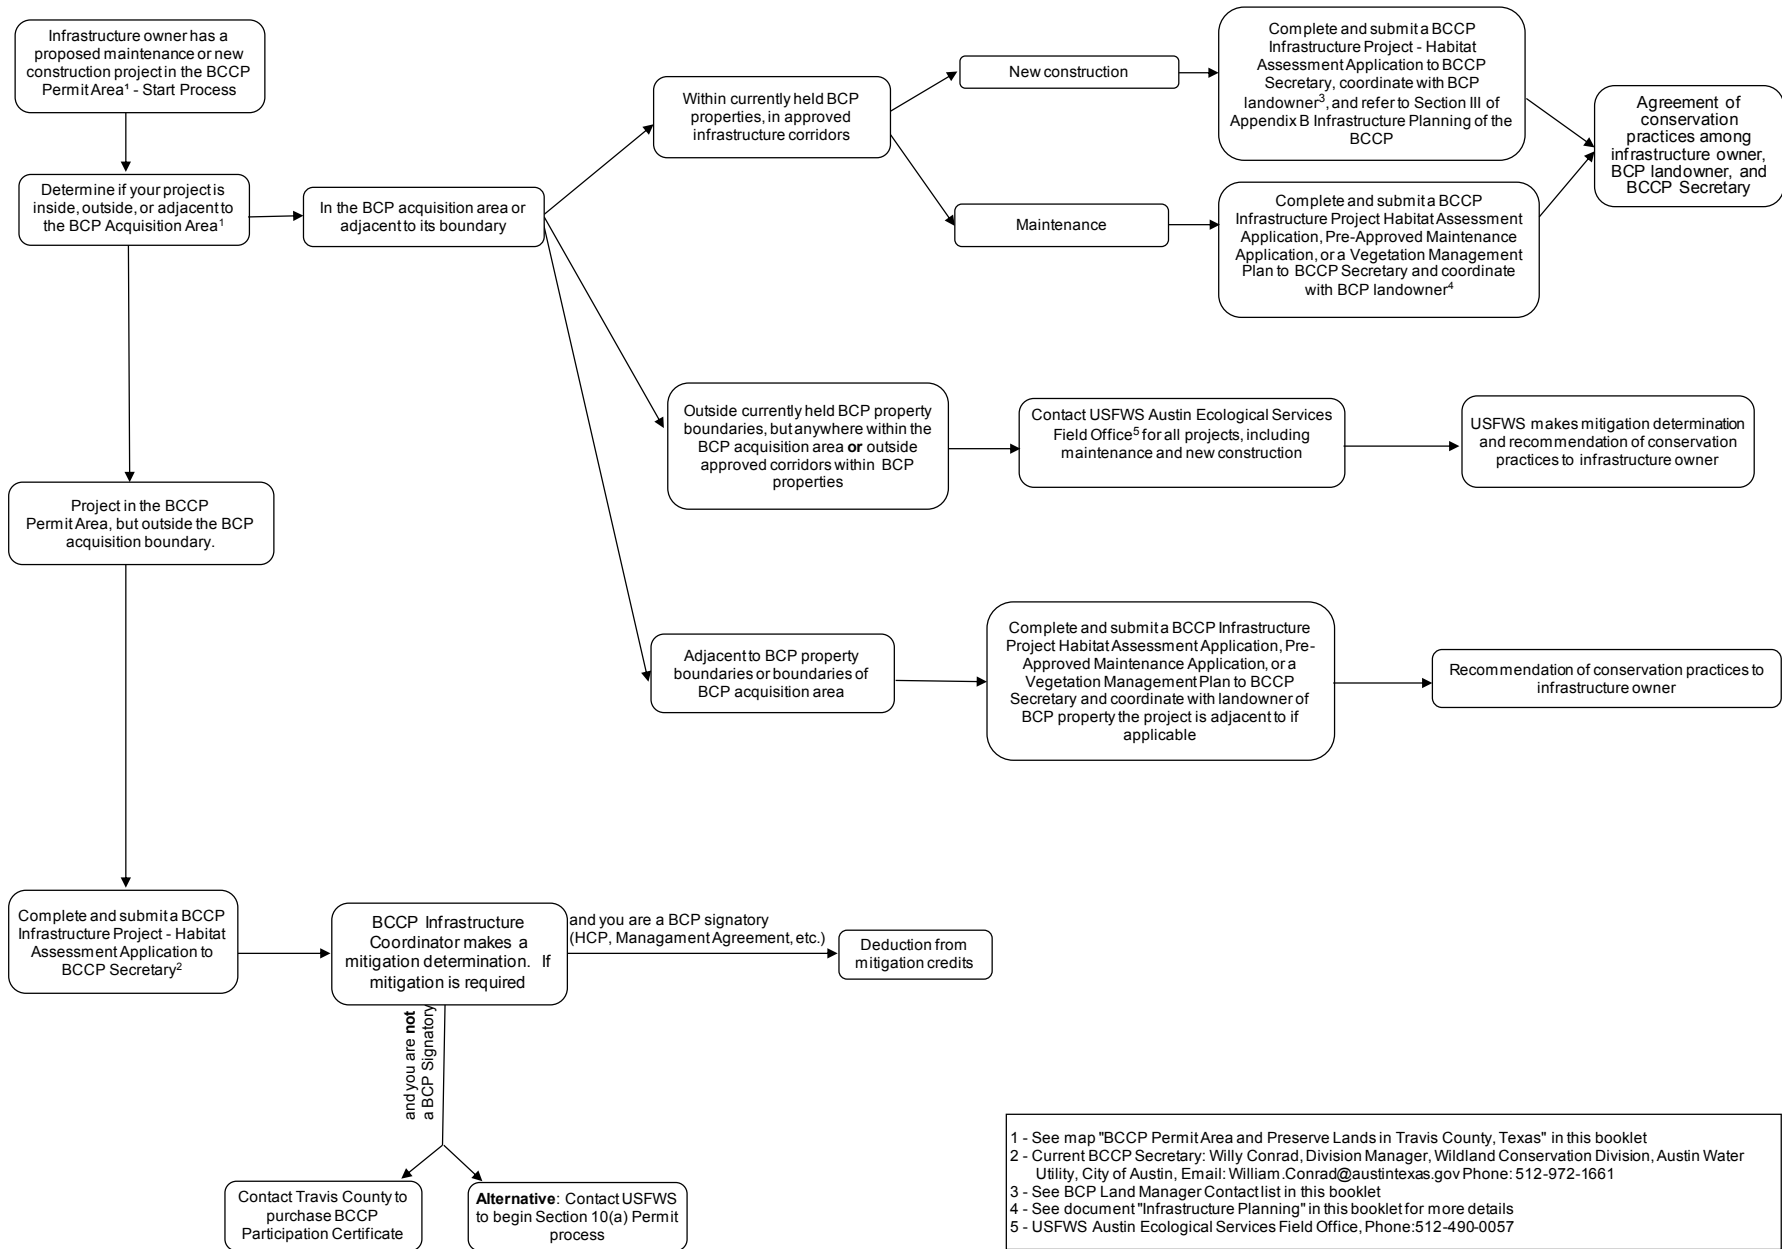 Infrastructure owner has a
proposed maintenance or new
construction project in the BCCP
Permit Area¹ - Start Process
Determine if your project is
inside, outside, or adjacent to
the BCP Acquisition Area¹
In the BCP acquisition area or
adjacent to its boundary
Within currently held BCP
properties, in approved
infrastructure corridors
New construction
Complete and submit a BCCP
Infrastructure Project - Habitat
Assessment Application to BCCP
Secretary, coordinate with BCP
landowner³, and refer to Section III of
Appendix B Infrastructure Planning of the
BCCP
Agreement of
conservation
practices among
infrastructure owner,
BCP landowner, and
BCCP Secretary
Maintenance
Complete and submit a BCCP
Infrastructure Project Habitat Assessment
Application, Pre-Approved Maintenance
Application, or a Vegetation Management
Plan to BCCP Secretary and coordinate
with BCP landowner⁴
Outside currently held BCP property
boundaries, but anywhere within the
BCP acquisition area or outside
approved corridors within BCP
properties
Contact USFWS Austin Ecological Services
Field Office⁵ for all projects, including
maintenance and new construction
USFWS makes mitigation determination
and recommendation of conservation
practices to infrastructure owner
Project in the BCCP
Permit Area, but outside the BCP
acquisition boundary.
Adjacent to BCP property
boundaries or boundaries of
BCP acquisition area
Complete and submit a BCCP Infrastructure
Project Habitat Assessment Application, Pre-
Approved Maintenance Application, or a
Vegetation Management Plan to BCCP
Secretary and coordinate with landowner of
BCP property the project is adjacent to if
applicable
Recommendation of conservation practices to
infrastructure owner
Complete and submit a BCCP
Infrastructure Project - Habitat
Assessment Application to
BCCP Secretary²
BCCP Infrastructure
Coordinator makes a
mitigation determination. If
mitigation is required
and you are a BCP signatory
(HCP, Managament Agreement, etc.)
Deduction from
mitigation credits
and you are not
a BCP Signatory
Contact Travis County to
purchase BCCP
Participation Certificate
Alternative: Contact USFWS
to begin Section 10(a) Permit
process
1 - See map "BCCP Permit Area and Preserve Lands in Travis County, Texas" in this booklet
2 - Current BCCP Secretary: Willy Conrad, Division Manager, Wildland Conservation Division, Austin Water
Utility, City of Austin, Email: William.Conrad@austintexas.gov Phone: 512-972-1661
3 - See BCP Land Manager Contact list in this booklet
4 - See document "Infrastructure Planning" in this booklet for more details
5 - USFWS Austin Ecological Services Field Office, Phone:512-490-0057